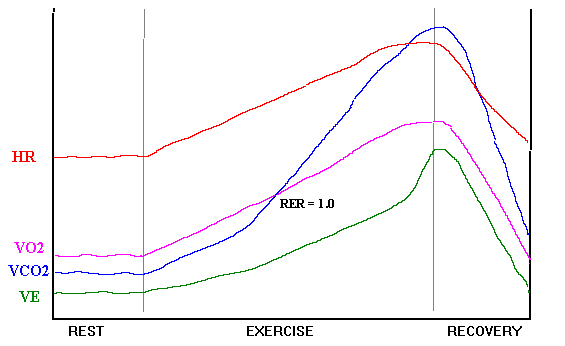 HR
VO2
VCO2
VE
RER = 1.0
REST EXERCISE RECOVERY